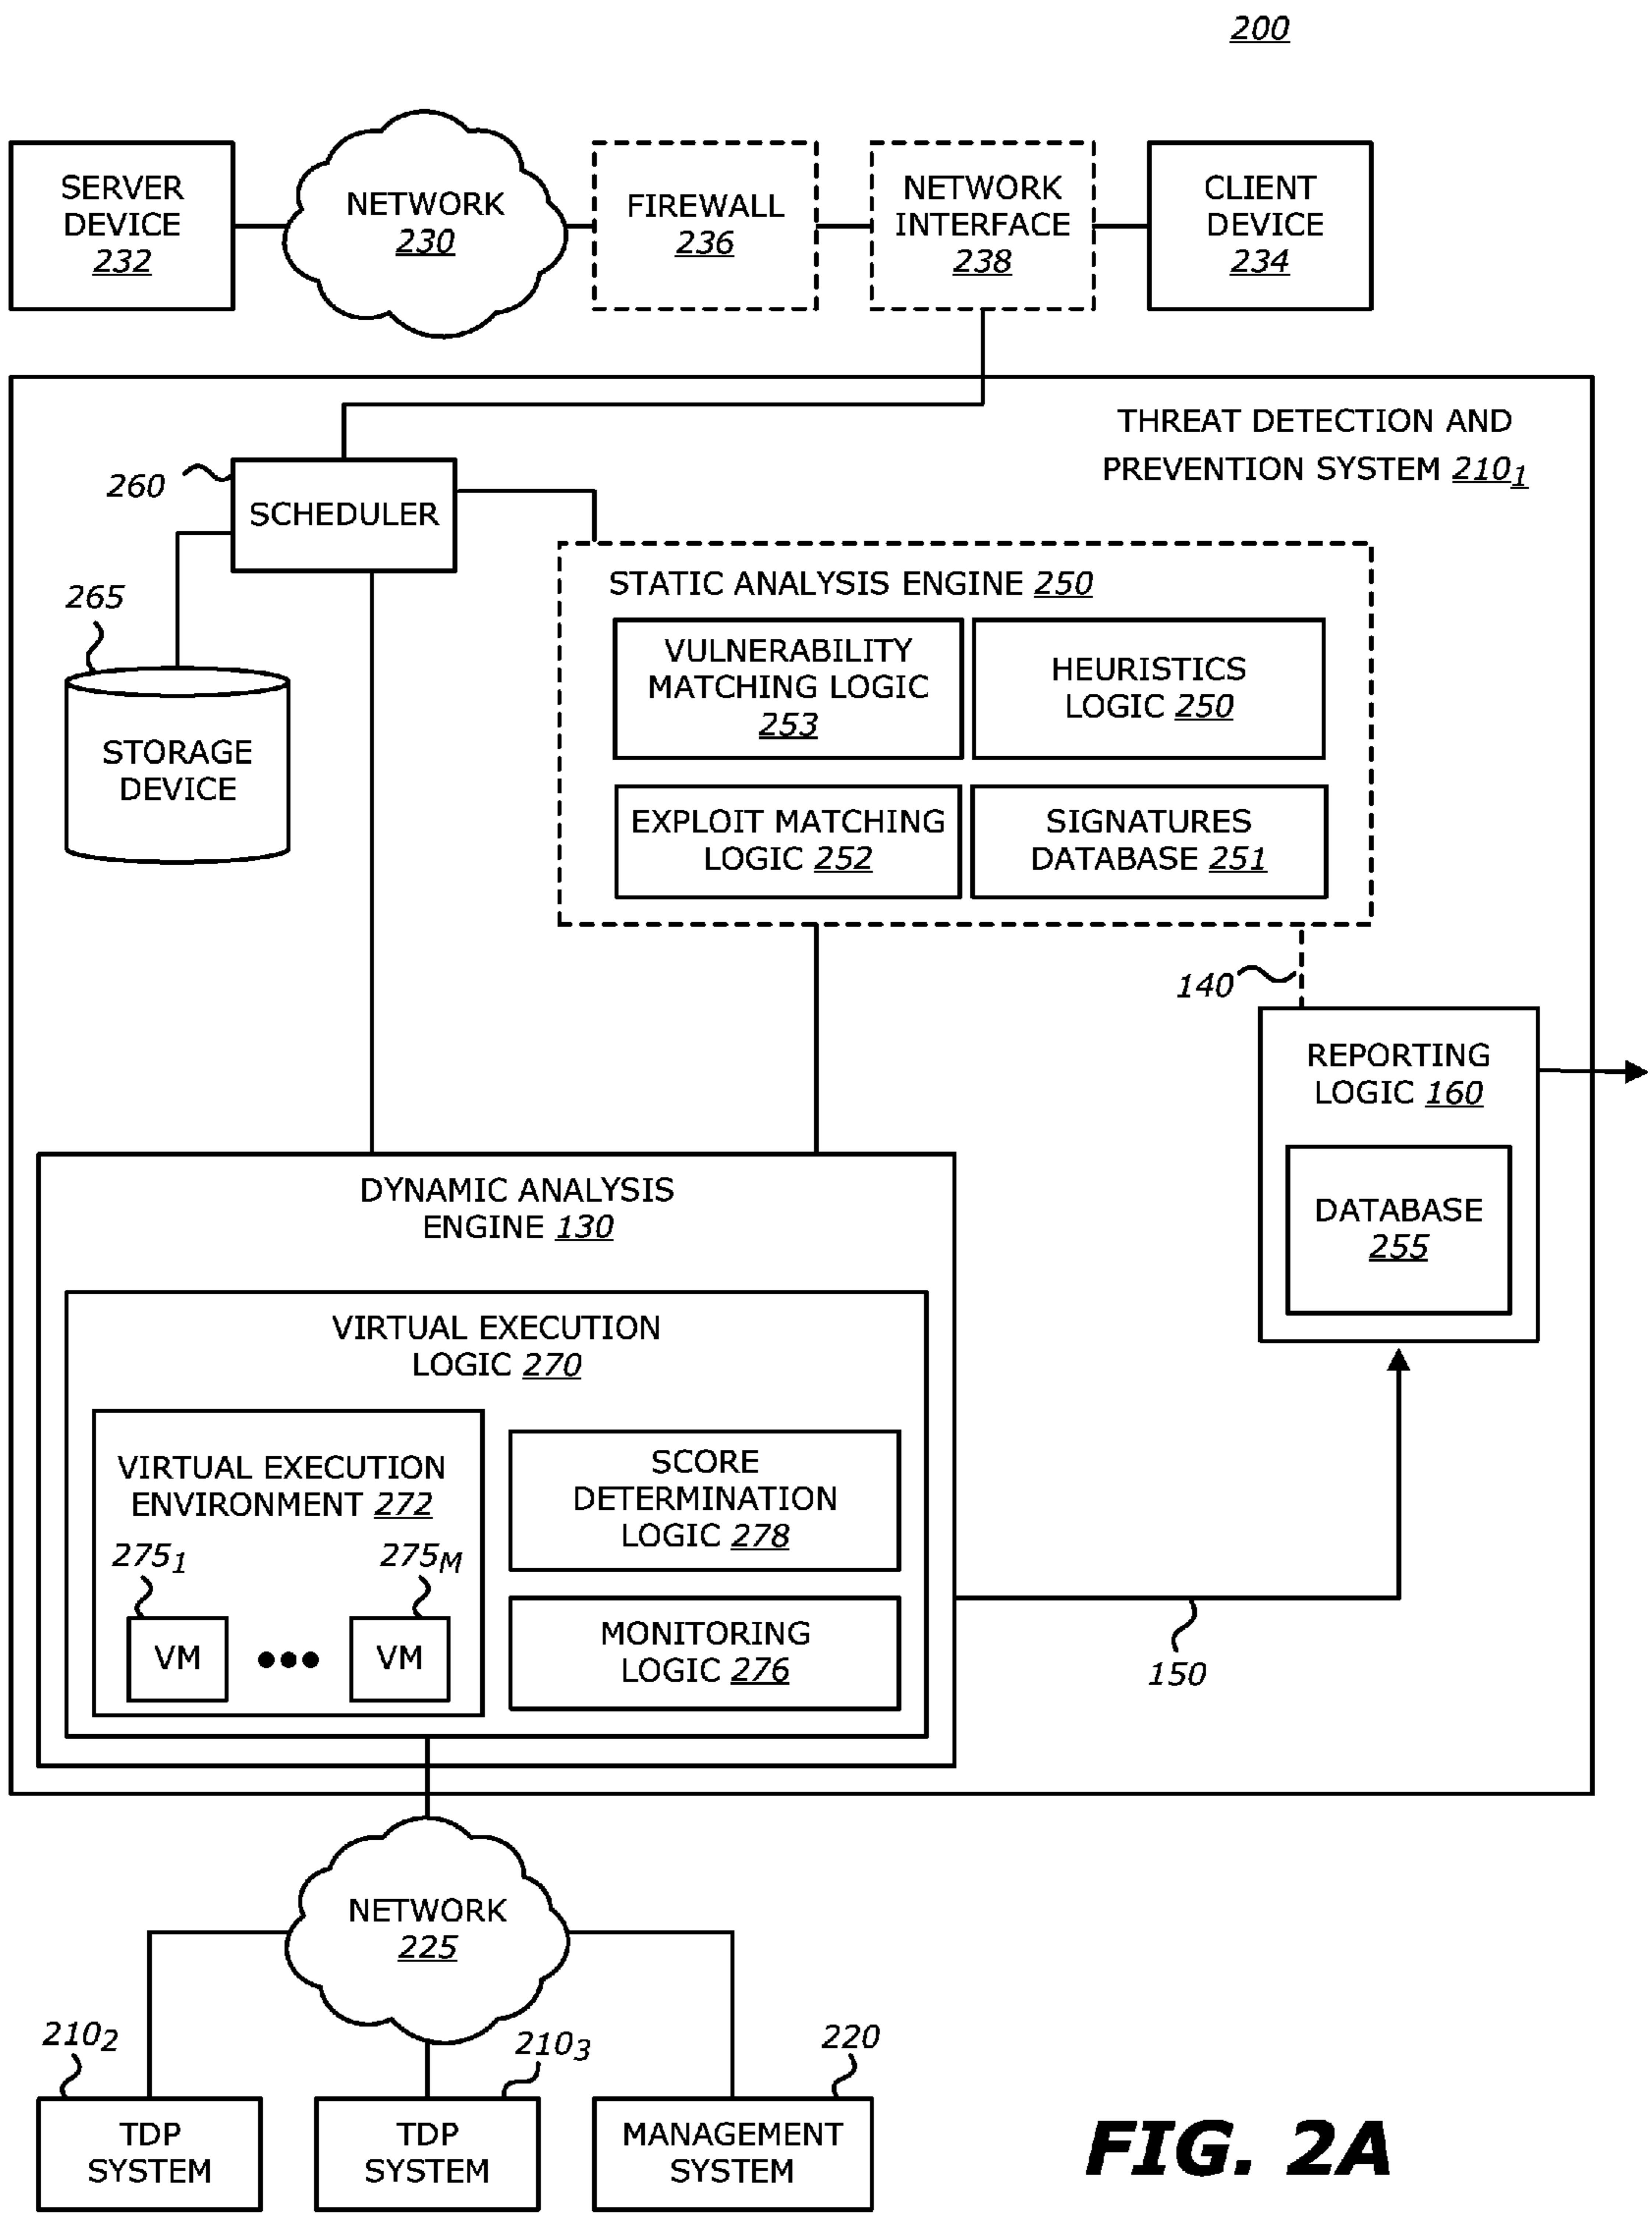 200
SERVER
DEVICE
232
NETWORK
230
FIREWALL
236
NETWORK
INTERFACE
238
CLIENT
DEVICE
234
THREAT DETECTION AND
PREVENTION SYSTEM 210₁
260
SCHEDULER
265
STORAGE
DEVICE
STATIC ANALYSIS ENGINE 250
VULNERABILITY
MATCHING LOGIC
253
HEURISTICS
LOGIC 250
EXPLOIT MATCHING
LOGIC 252
SIGNATURES
DATABASE 251
140
REPORTING
LOGIC 160
DATABASE
255
DYNAMIC ANALYSIS
ENGINE 130
VIRTUAL EXECUTION
LOGIC 270
VIRTUAL EXECUTION
ENVIRONMENT 272
275₁
275M
VM
●●●
VM
SCORE
DETERMINATION
LOGIC 278
MONITORING
LOGIC 276
150
NETWORK
225
210₂
210₃
220
TDP
SYSTEM
TDP
SYSTEM
MANAGEMENT
SYSTEM
FIG. 2A